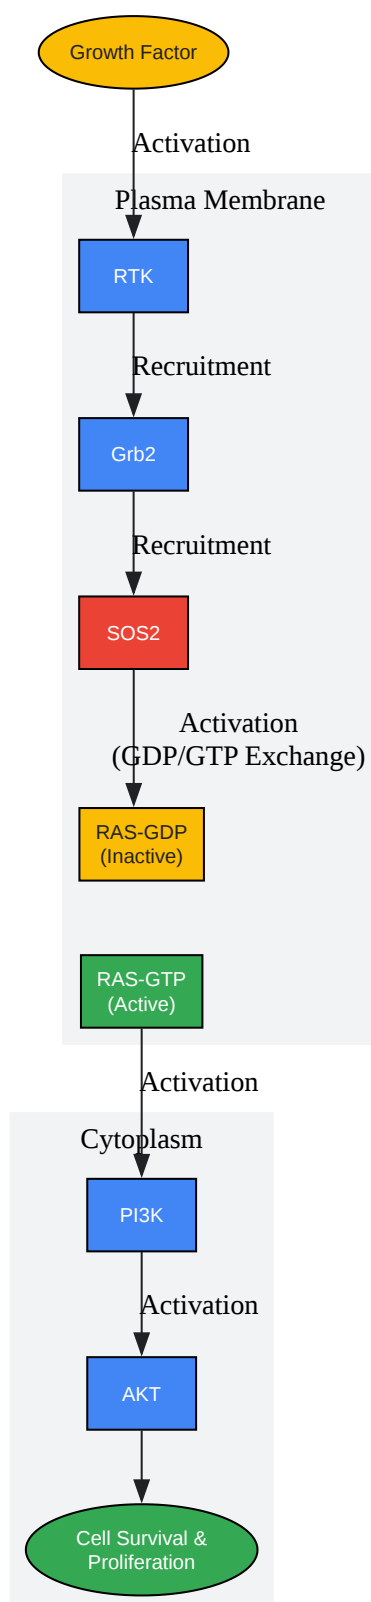 Growth Factor
Activation
Plasma Membrane
RTK
Recruitment
Grb2
Recruitment
SOS2
Activation
(GDP/GTP Exchange)
RAS-GDP
(Inactive)
RAS-GTP
(Active)
Activation
Cytoplasm
PI3K
Activation
AKT
Cell Survival &
Proliferation